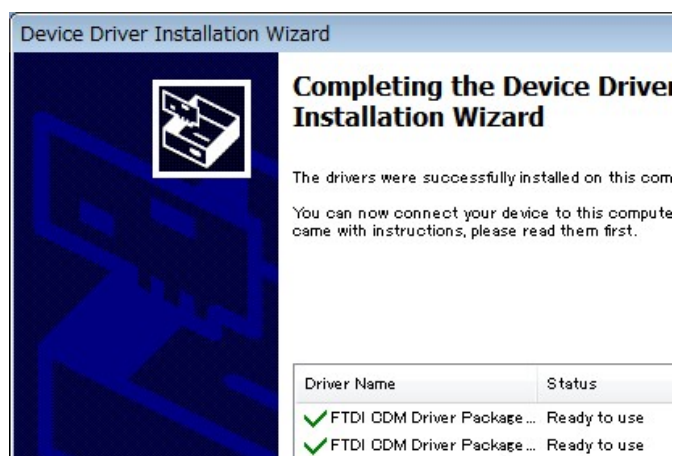 Device Driver Installation Wizard
Completing the Device Driver
Installation Wizard
The drivers were successfully installed on this com
You can now connect your device to this compute
came with instructions, please read them first.
Driver Name Status
FTDI CDM Driver Package... Ready to use
FTDI CDM Driver Package... Ready to use